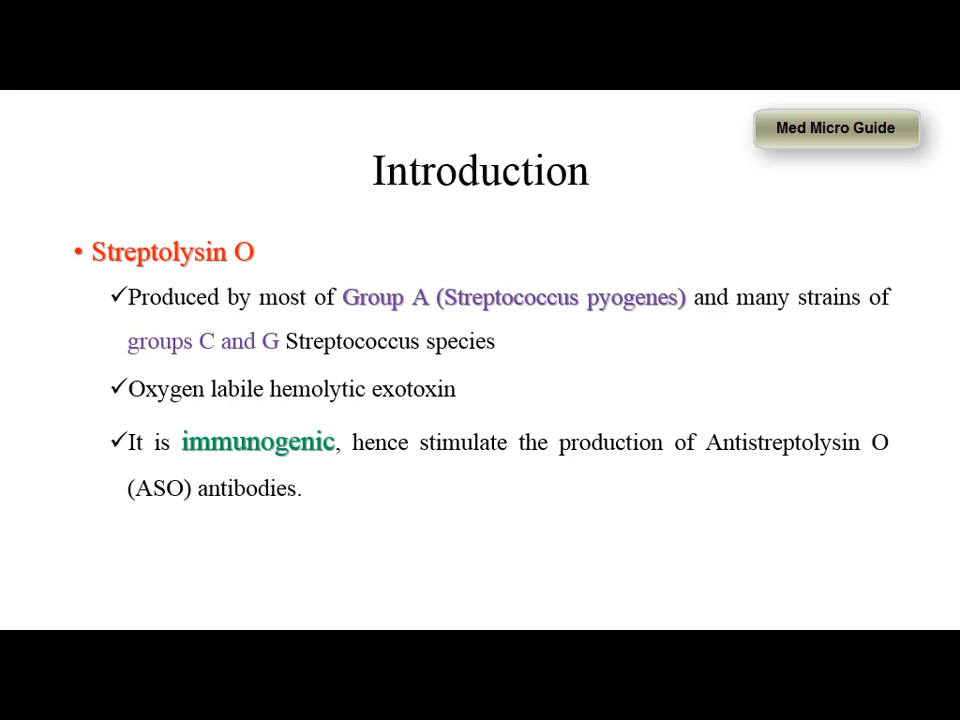 Med Micro Guide
Introduction
• Streptolysin O
✓Produced by most of Group A (Streptococcus pyogenes) and many strains of
groups C and G Streptococcus species
✓Oxygen labile hemolytic exotoxin
✓It is immunogenic, hence stimulate the production of Antistreptolysin O
(ASO) antibodies.